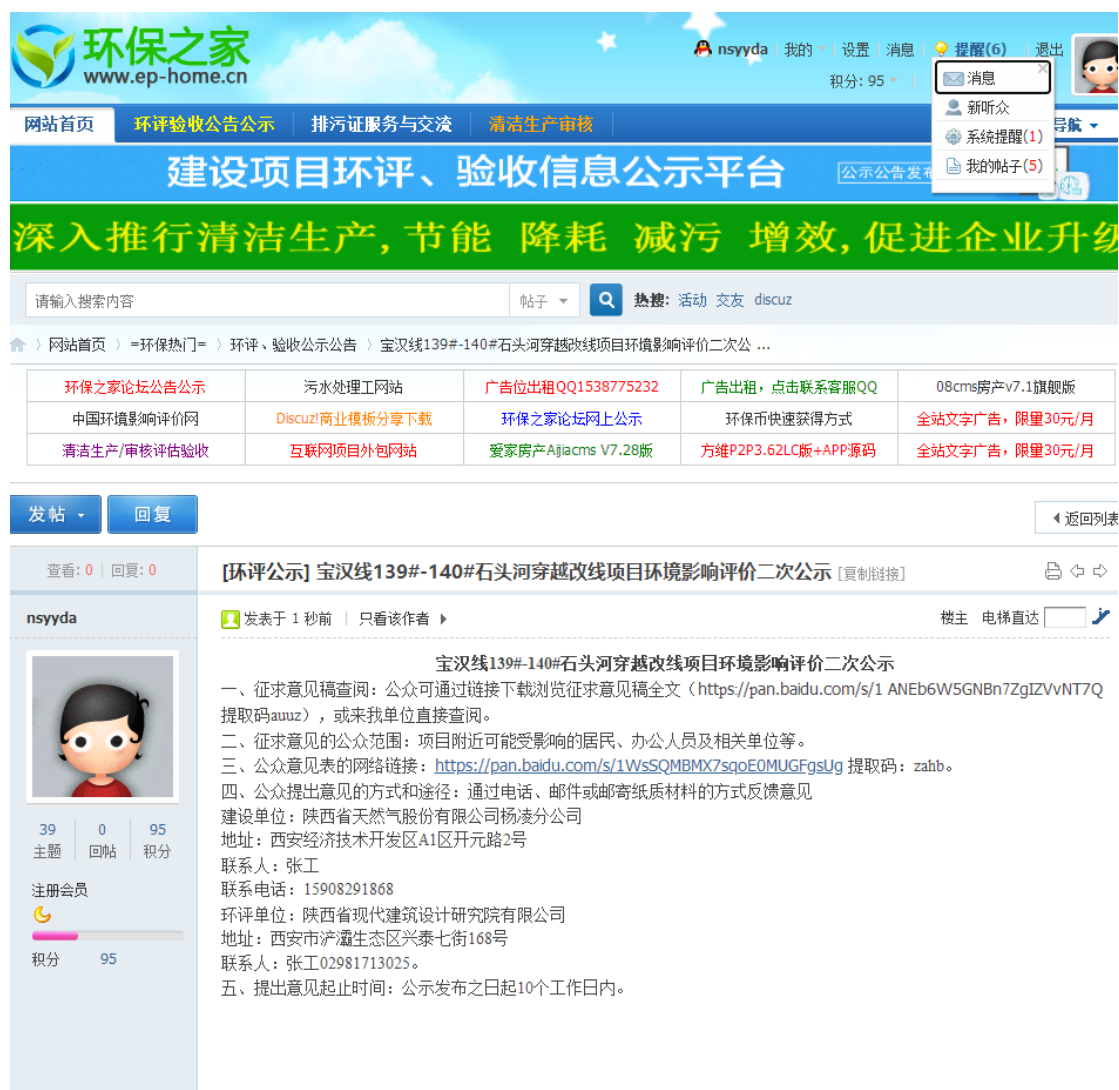 环保之家
www.ep-home.cn
nsyyda 我的 设置 消息 提醒(6) 退出
积分: 95
消息
新听众
系统提醒(1)
我的帖子(5)
网站首页 环评验收公告公示 排污证服务与交流 清洁生产审核 导航
建设项目环评、验收信息公示平台 公示公告发布
深入推行清洁生产,节能 降耗 减污 增效,促进企业升级
请输入搜索内容 帖子 热搜: 活动 交友 discuz
网站首页 〉 =环保热门= 〉 环评、验收公示公告 〉 宝汉线139#-140#石头河穿越改线项目环境影响评价二次公 ...
环保之家论坛公告公示 污水处理工网站 广告位出租QQ1538775232 广告出租，点击联系客服QQ 08cms房产v7.1旗舰版
中国环境影响评价网 Discuz!商业模板分享下载 环保之家论坛网上公示 环保币快速获得方式 全站文字广告，限量30元/月
清洁生产/审核评估验收 互联网项目外包网站 爱家房产Aijiacms V7.28版 方维P2P3.62LC版+APP源码 全站文字广告，限量30元/月
发帖 回复 返回列表
查看: 0 | 回复: 0
[环评公示] 宝汉线139#-140#石头河穿越改线项目环境影响评价二次公示 [复制链接]
nsyyda
发表于 1 秒前 | 只看该作者 楼主 电梯直达
宝汉线139#-140#石头河穿越改线项目环境影响评价二次公示
一、征求意见稿查阅：公众可通过链接下载浏览征求意见稿全文（https://pan.baidu.com/s/1 ANEb6W5GNBn7ZgIZVvNT7Q
提取码auuz），或来我单位直接查阅。
二、征求意见的公众范围：项目附近可能受影响的居民、办公人员及相关单位等。
三、公众意见表的网络链接：https://pan.baidu.com/s/1WsSQMBMX7sqoE0MUGFgsUg 提取码：zahb。
四、公众提出意见的方式和途径：通过电话、邮件或邮寄纸质材料的方式反馈意见
建设单位：陕西省天然气股份有限公司杨凌分公司
地址：西安经济技术开发区A1区开元路2号
联系人：张工
联系电话：15908291868
环评单位：陕西省现代建筑设计研究院有限公司
地址：西安市浐灞生态区兴泰七街168号
联系人：张工02981713025。
五、提出意见起止时间：公示发布之日起10个工作日内。
39 0 95
主题 回帖 积分
注册会员
积分 95